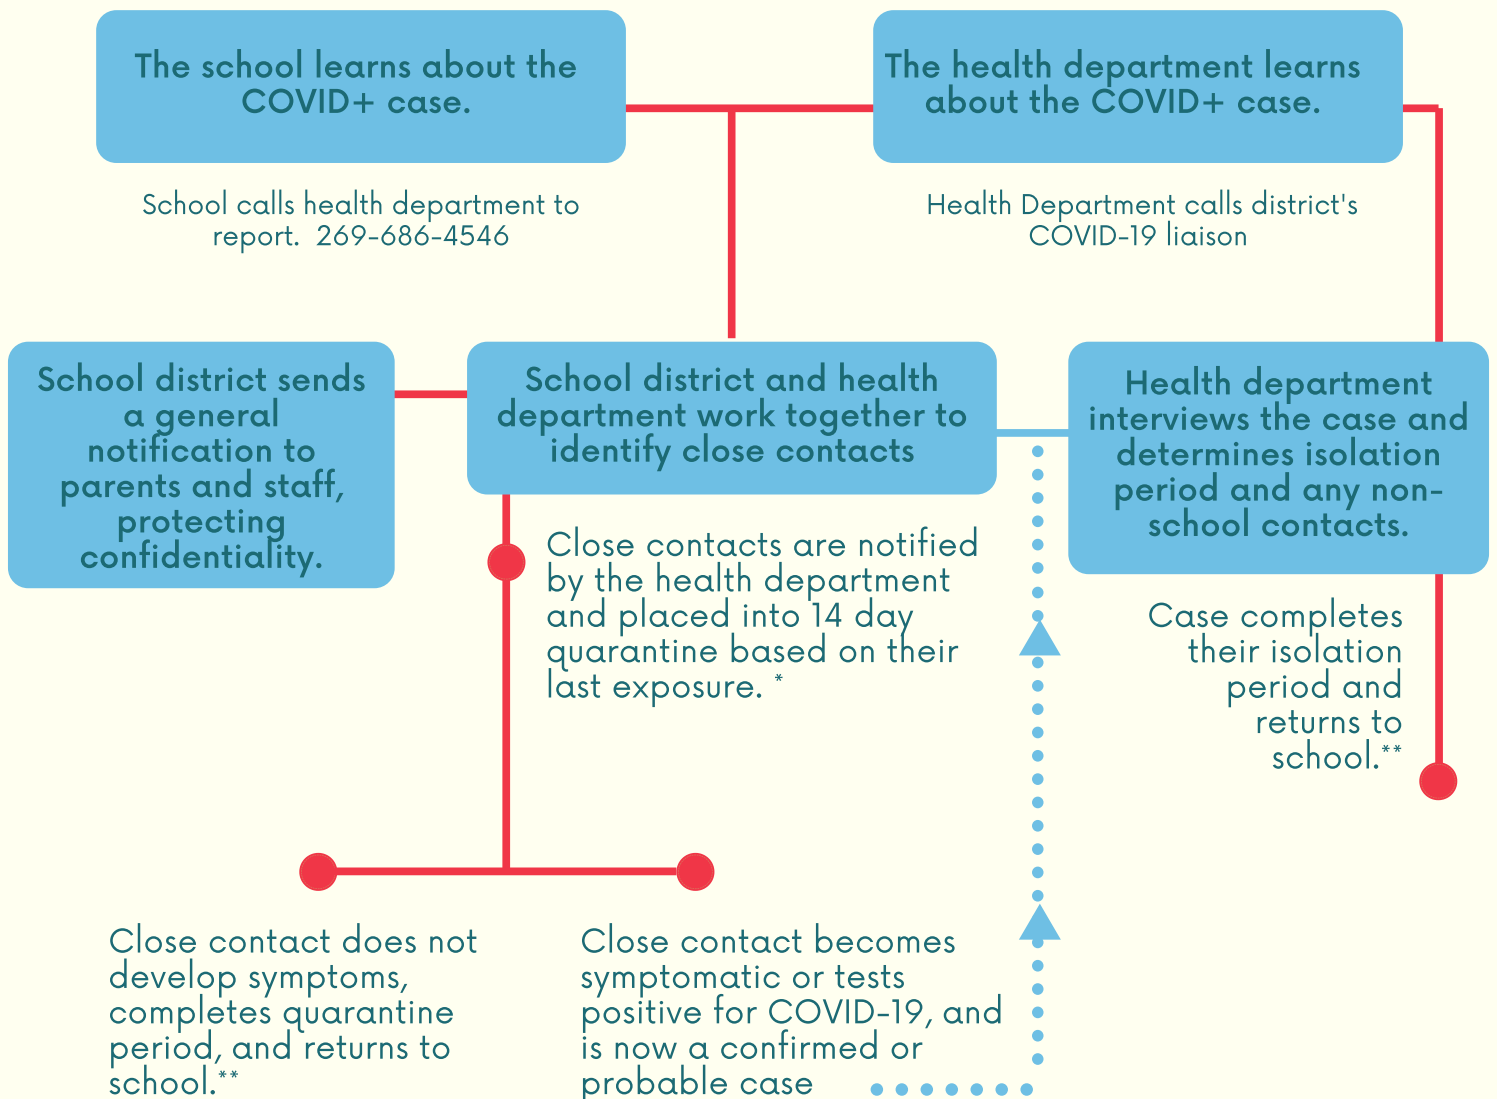 The school learns about the
COVID+ case.
The health department learns
about the COVID+ case.
School calls health department to
report.  269-686-4546
Health Department calls district's
COVID-19 liaison
School district sends
a general
notification to
parents and staff,
protecting
confidentiality.
School district and health
department work together to
identify close contacts
Health department
interviews the case and
determines isolation
period and any non-
school contacts.
Close contacts are notified
by the health department
and placed into 14 day
quarantine based on their
last exposure. *
Case completes
their isolation
period and
returns to
school.**
Close contact does not
develop symptoms,
completes quarantine
period, and returns to
school.**
Close contact becomes
symptomatic or tests
positive for COVID-19, and
is now a confirmed or
probable case